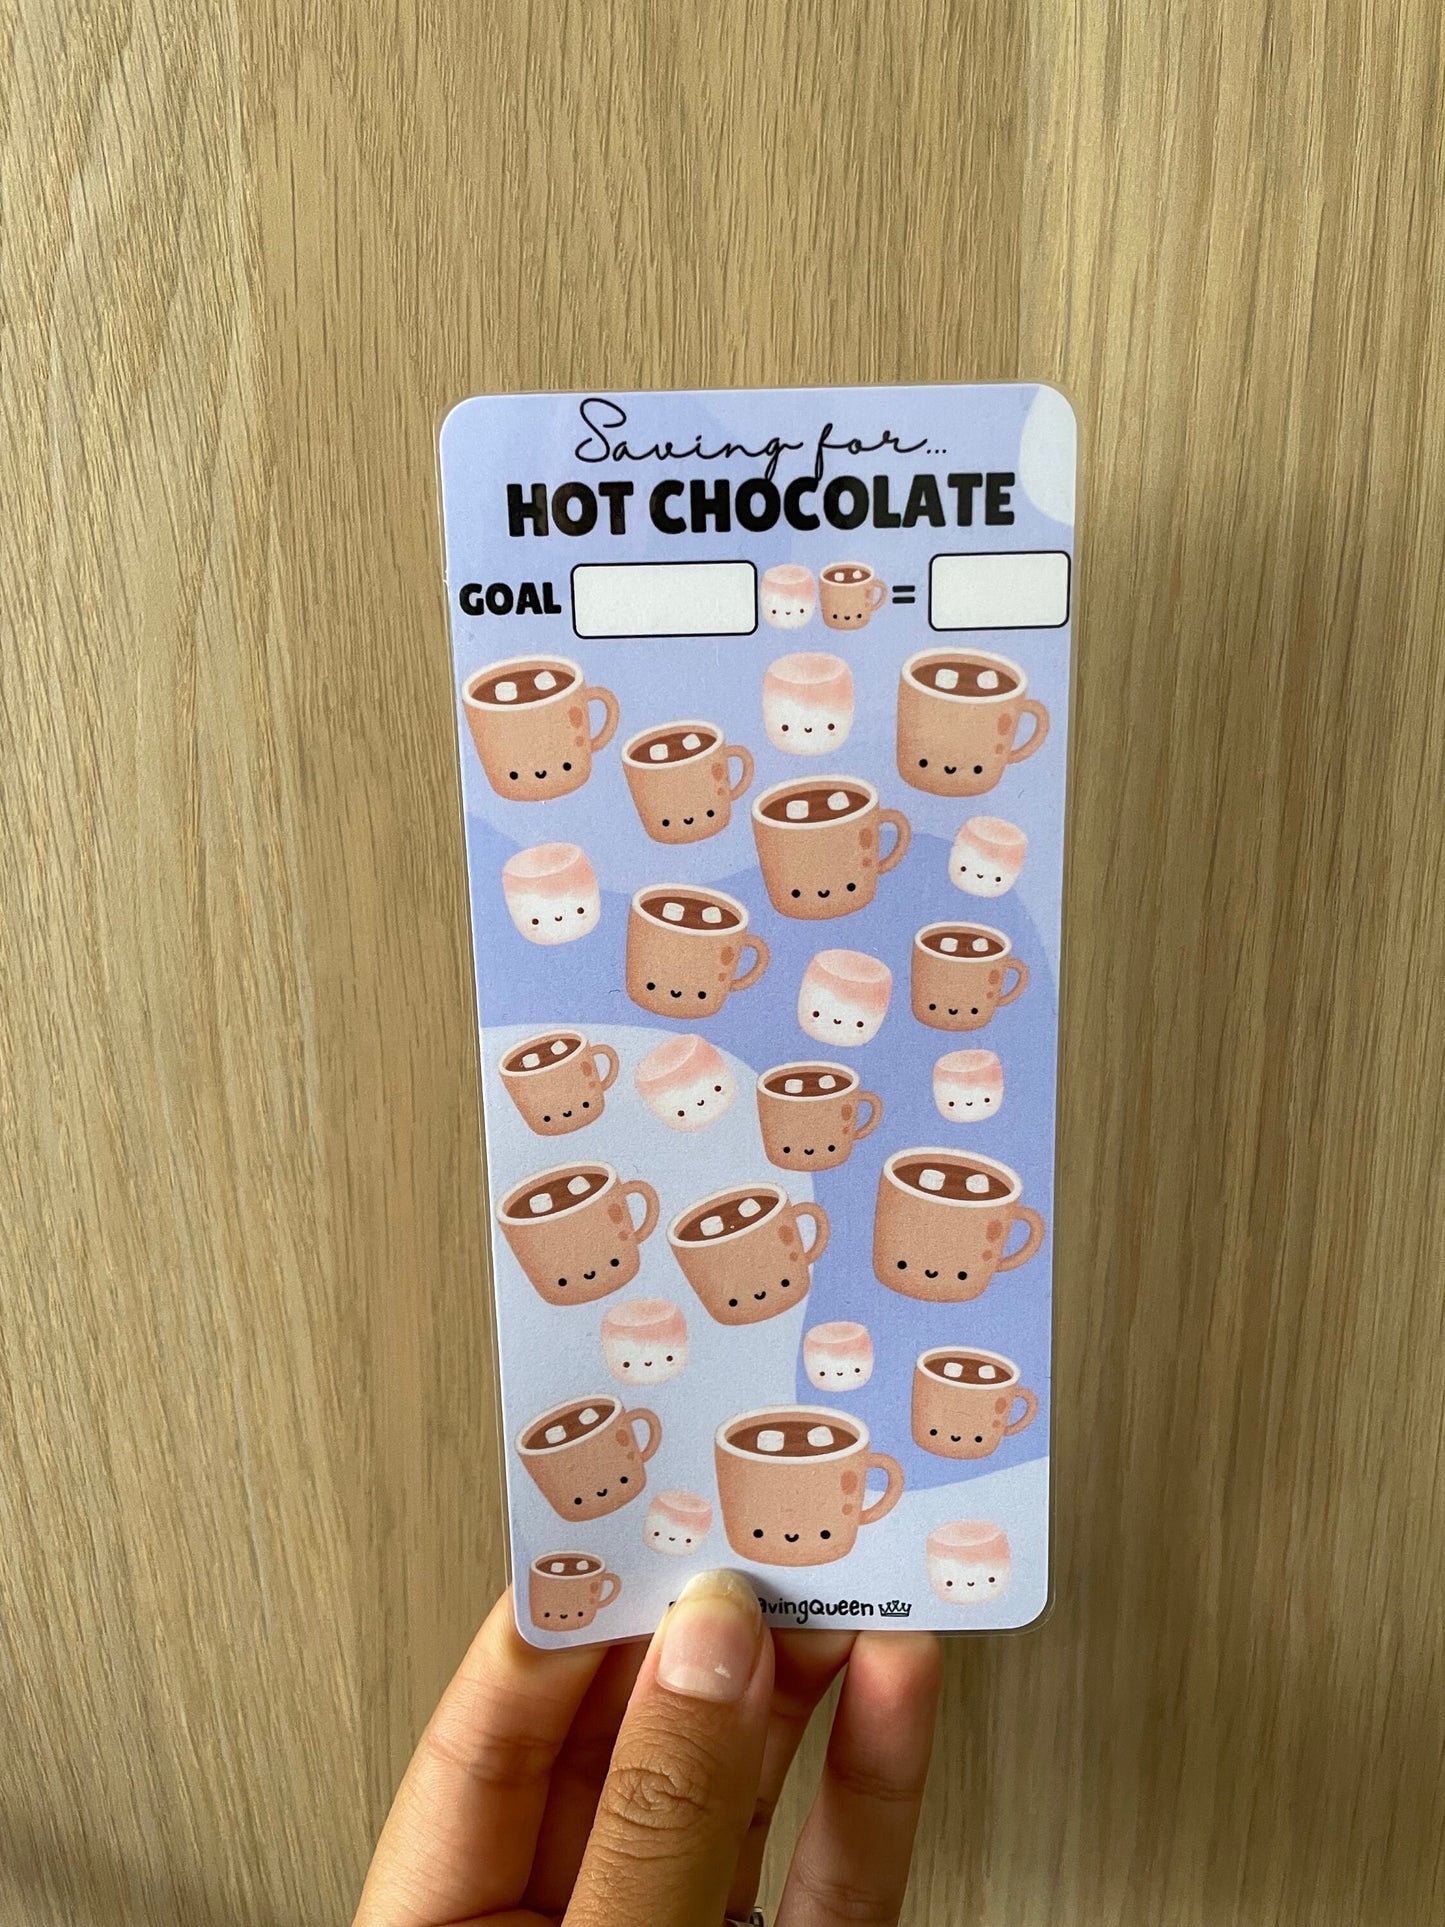 Saving for...
HOT CHOCOLATE
GOAL =